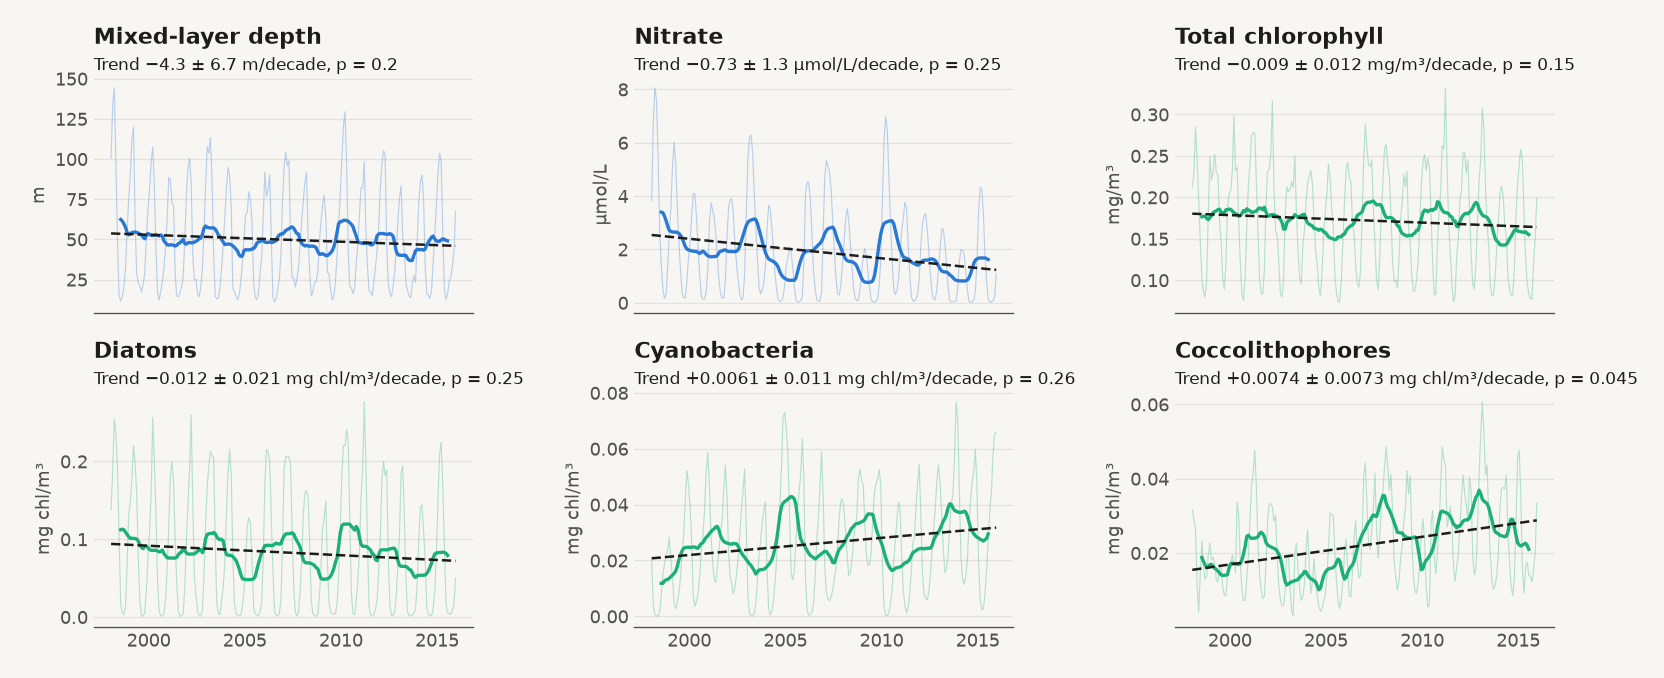 Mixed-layer depth
Trend −4.3 ± 6.7 m/decade, p = 0.2
150
125
100
75
50
25
m
Nitrate
Trend −0.73 ± 1.3 µmol/L/decade, p = 0.25
8
6
4
2
0
µmol/L
Total chlorophyll
Trend −0.009 ± 0.012 mg/m³/decade, p = 0.15
0.30
0.25
0.20
0.15
0.10
mg/m³
Diatoms
Trend −0.012 ± 0.021 mg chl/m³/decade, p = 0.25
0.2
0.1
0.0
mg chl/m³
2000 2005 2010 2015
Cyanobacteria
Trend +0.0061 ± 0.011 mg chl/m³/decade, p = 0.26
0.08
0.06
0.04
0.02
0.00
mg chl/m³
2000 2005 2010 2015
Coccolithophores
Trend +0.0074 ± 0.0073 mg chl/m³/decade, p = 0.045
0.06
0.04
0.02
mg chl/m³
2000 2005 2010 2015